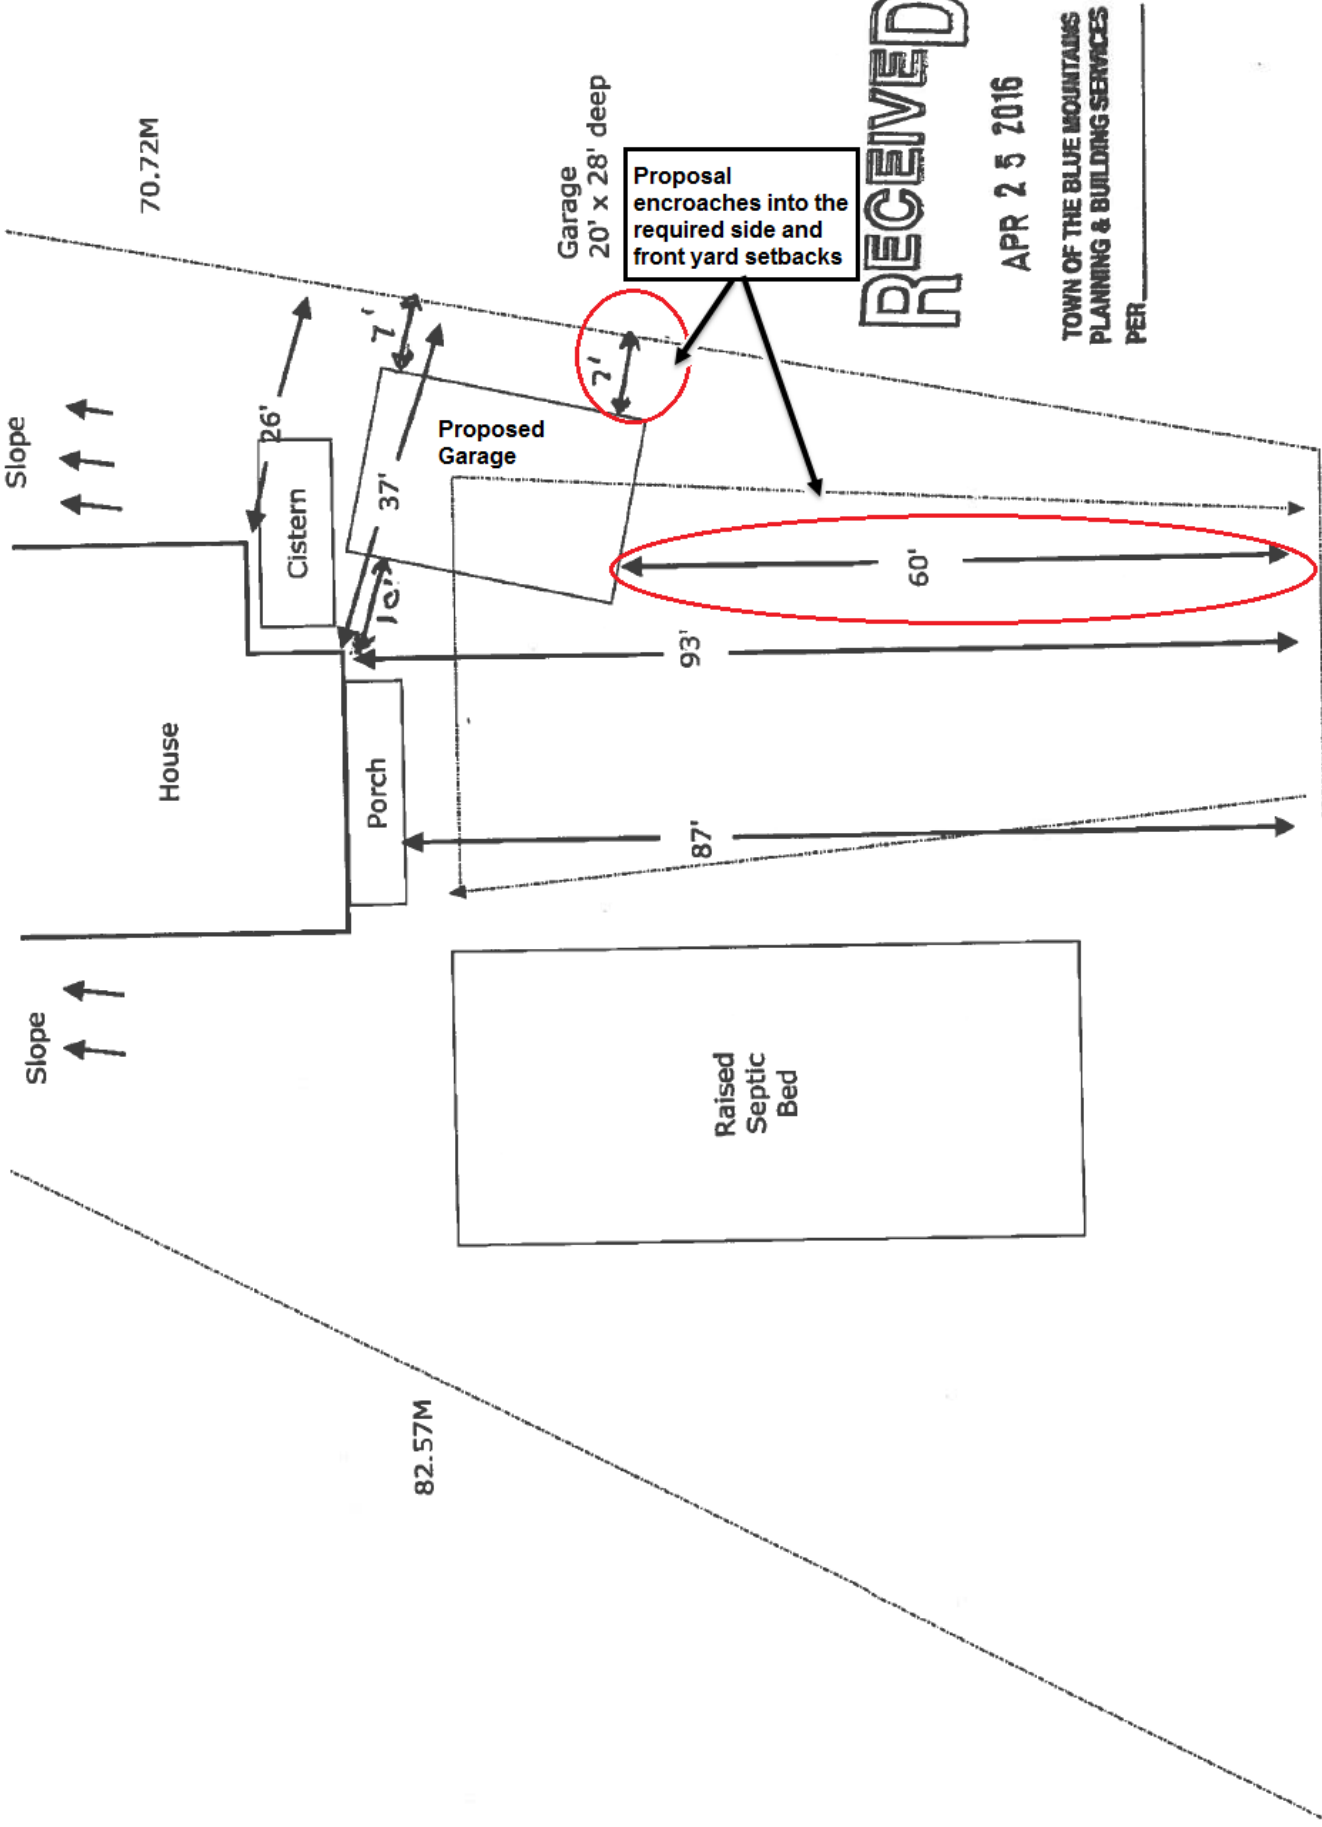 70.72M
Garage
20' x 28' deep
Proposal
encroaches into the
required side and
front yard setbacks
RECEIVED
APR 25 2016
TOWN OF THE BLUE MOUNTAINS
PLANNING & BUILDING SERVICES
PER
Slope
26'
7'
7'
Cistern
37'
Proposed
Garage
10'
60'
93'
House
Porch
87'
Slope
Raised
Septic
Bed
82.57M